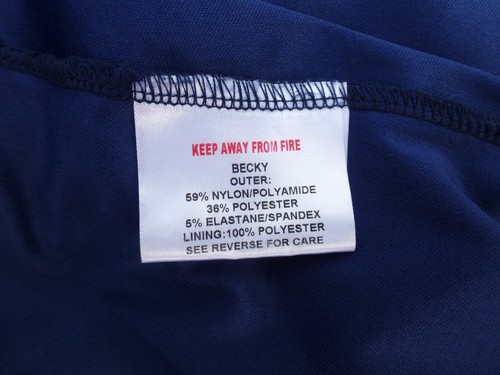 KEEP AWAY FROM FIRE
BECKY
OUTER:
59% NYLON/POLYAMIDE
36% POLYESTER
5% ELASTANE/SPANDEX
LINING:100% POLYESTER
SEE REVERSE FOR CARE